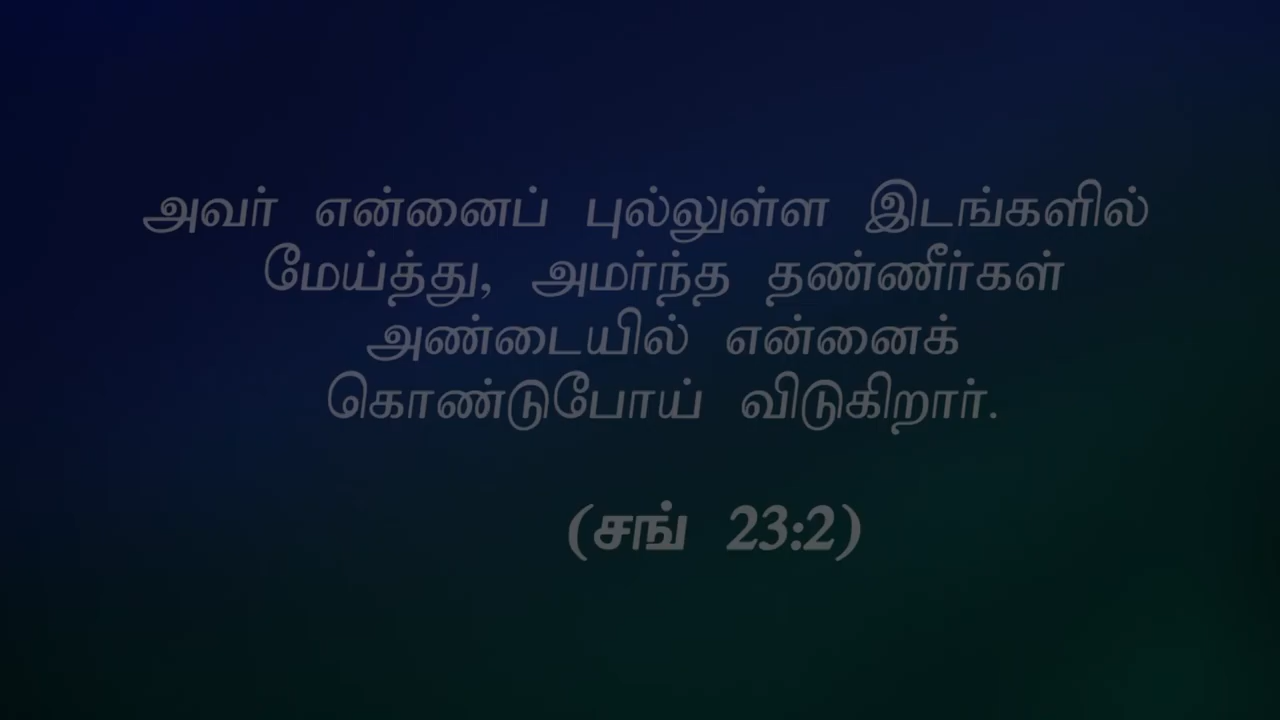 அவர் என்னைப் புல்லுள்ள இடங்களில்
மேய்த்து, அமர்ந்த தண்ணீர்கள்
அண்டையில் என்னைக்
கொண்டுபோய் விடுகிறார்.
(சங் 23:2)